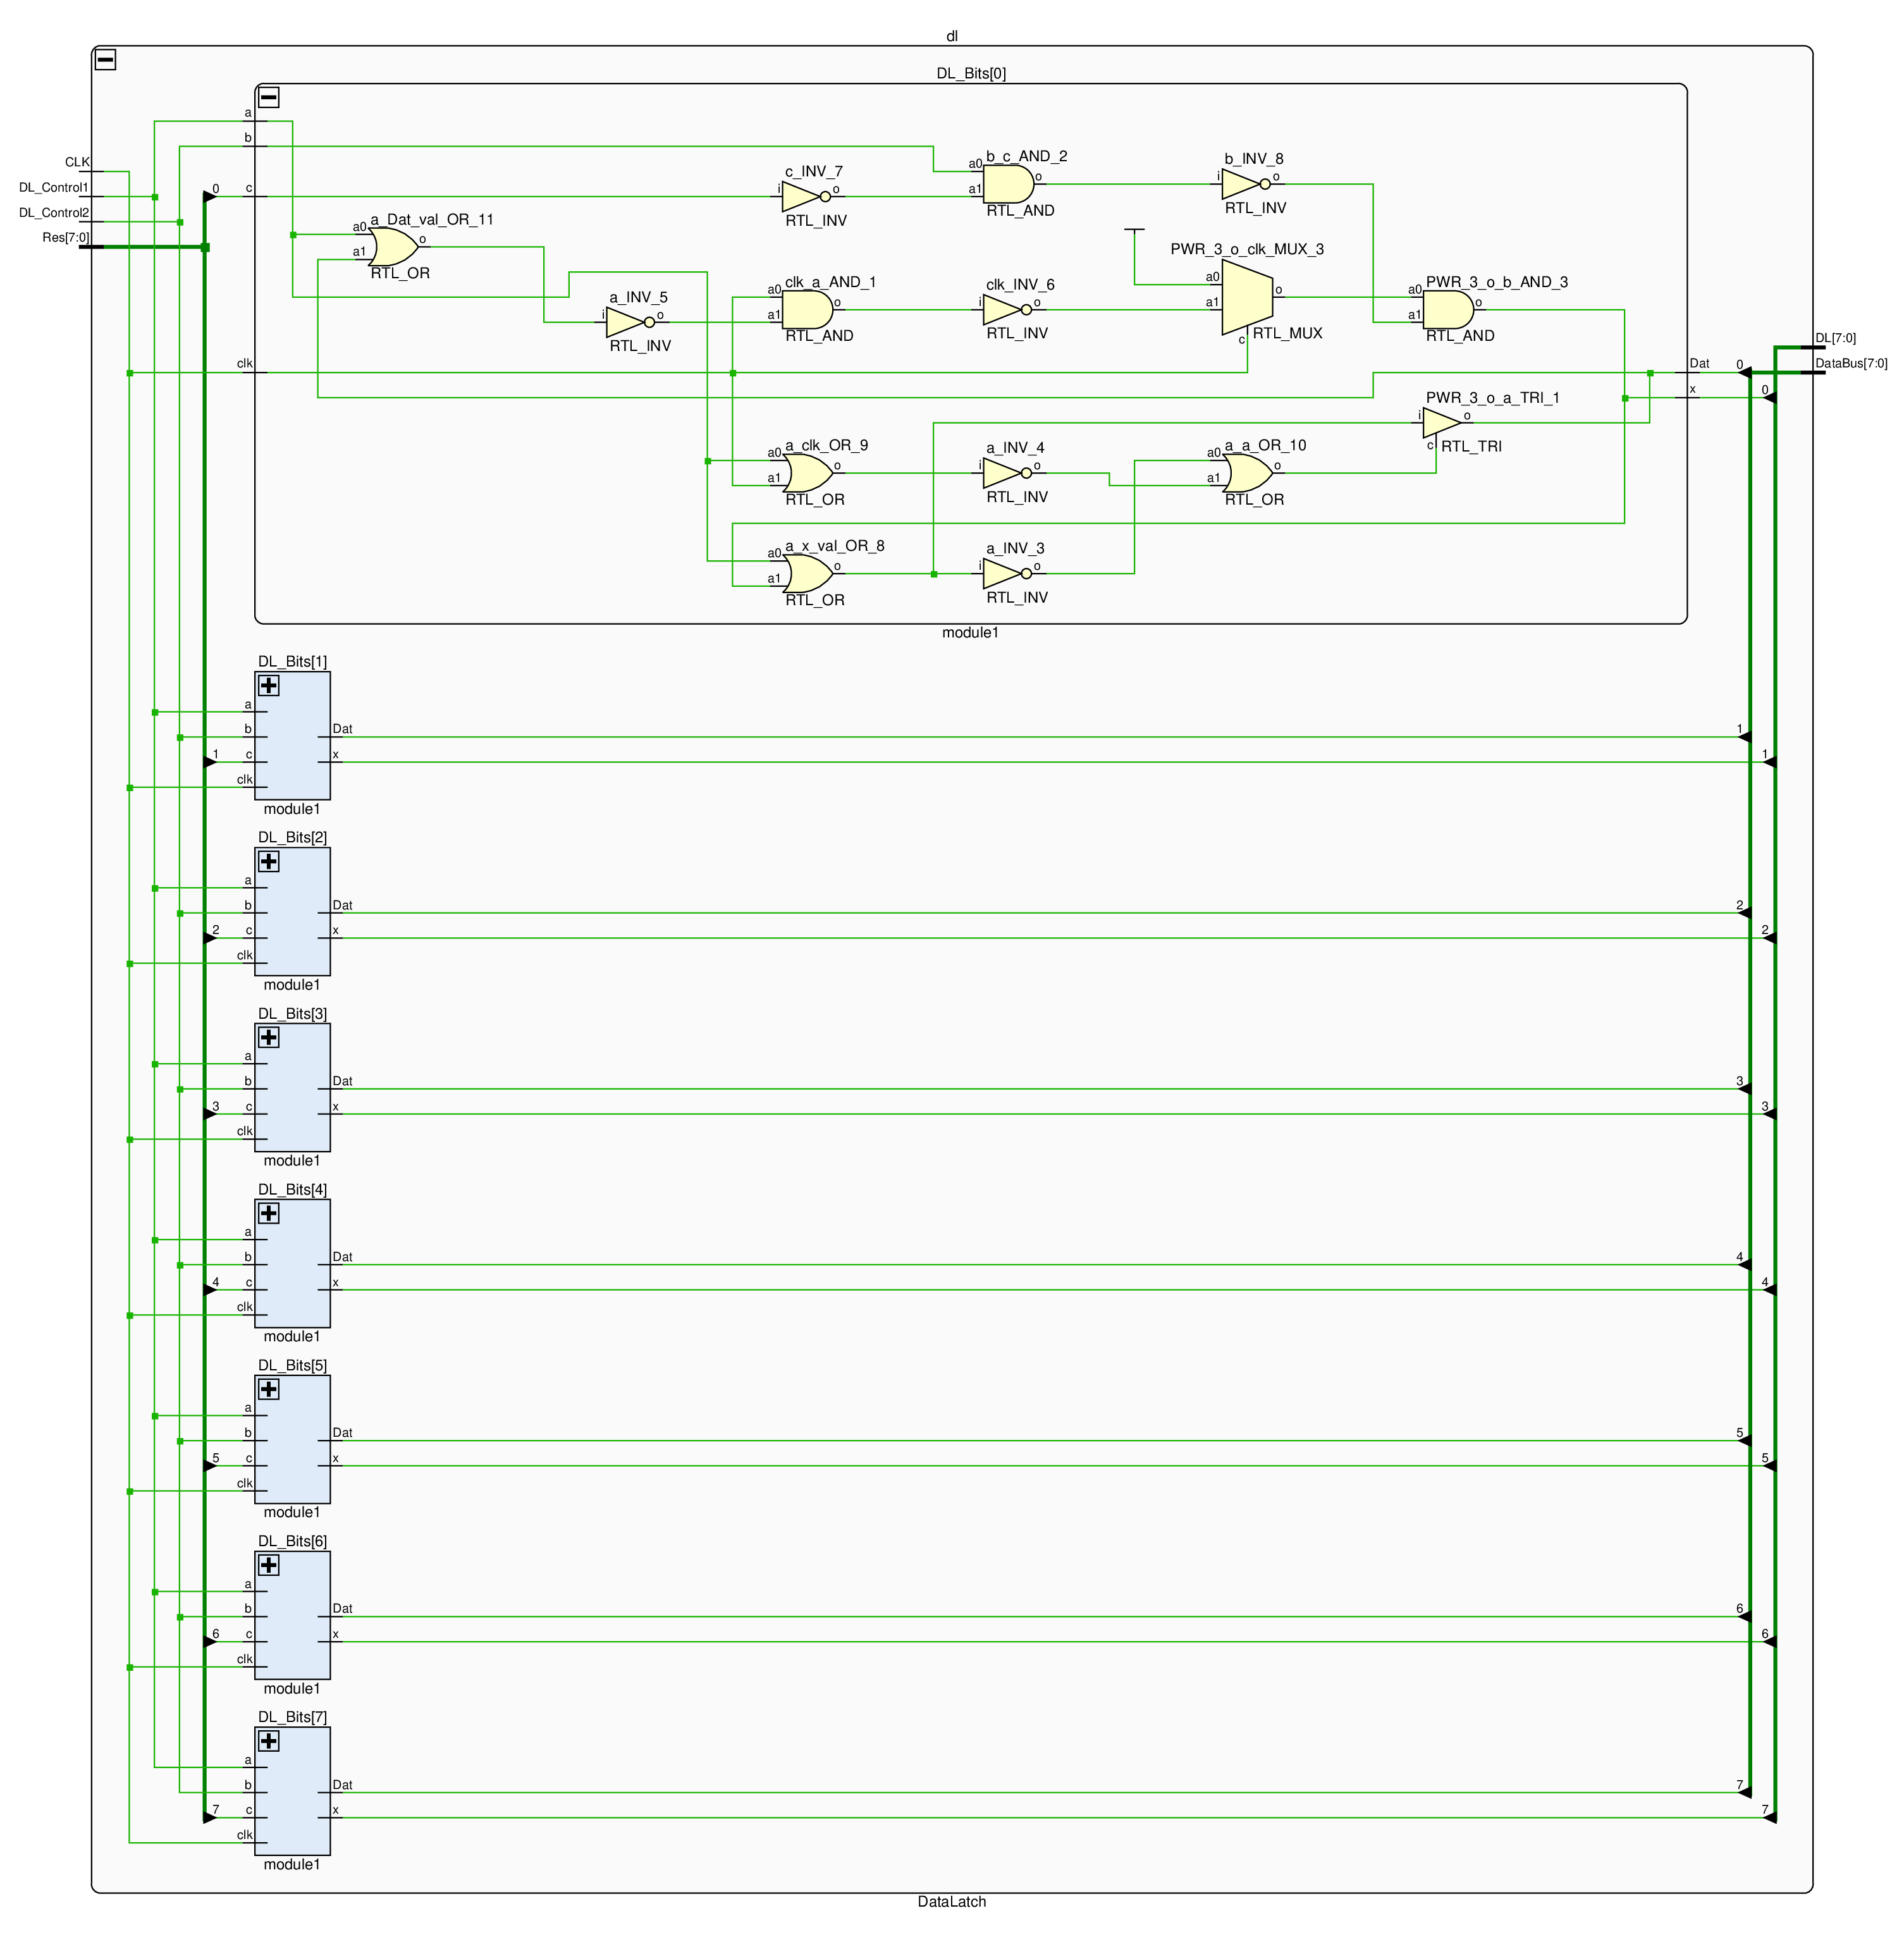 dl
DL_Bits[0]
a
b
CLK
DL_Control1
DL_Control2
Res[7:0]
0
c
clk
a_Dat_val_OR_11
a0
a1
o
RTL_OR
c_INV_7
i
o
RTL_INV
b_c_AND_2
a0
a1
o
RTL_AND
b_INV_8
i
o
RTL_INV
a_INV_5
i
o
RTL_INV
clk_a_AND_1
a0
a1
o
RTL_AND
clk_INV_6
i
o
RTL_INV
PWR_3_o_clk_MUX_3
a0
a1
o
c
RTL_MUX
PWR_3_o_b_AND_3
a0
a1
o
RTL_AND
Dat
0
x
0
DL[7:0]
DataBus[7:0]
PWR_3_o_a_TRI_1
i
o
c
RTL_TRI
a_clk_OR_9
a0
a1
o
RTL_OR
a_INV_4
i
o
RTL_INV
a_a_OR_10
a0
a1
o
RTL_OR
a_x_val_OR_8
a0
a1
o
RTL_OR
a_INV_3
i
o
RTL_INV
module1
DL_Bits[1]
a
b
1 c
clk
Dat
x
1
1
module1
DL_Bits[2]
a
b
2 c
clk
Dat
x
2
2
module1
DL_Bits[3]
a
b
3 c
clk
Dat
x
3
3
module1
DL_Bits[4]
a
b
4 c
clk
Dat
x
4
4
module1
DL_Bits[5]
a
b
5 c
clk
Dat
x
5
5
module1
DL_Bits[6]
a
b
6 c
clk
Dat
x
6
6
module1
DL_Bits[7]
a
b
7 c
clk
Dat
x
7
7
module1
DataLatch